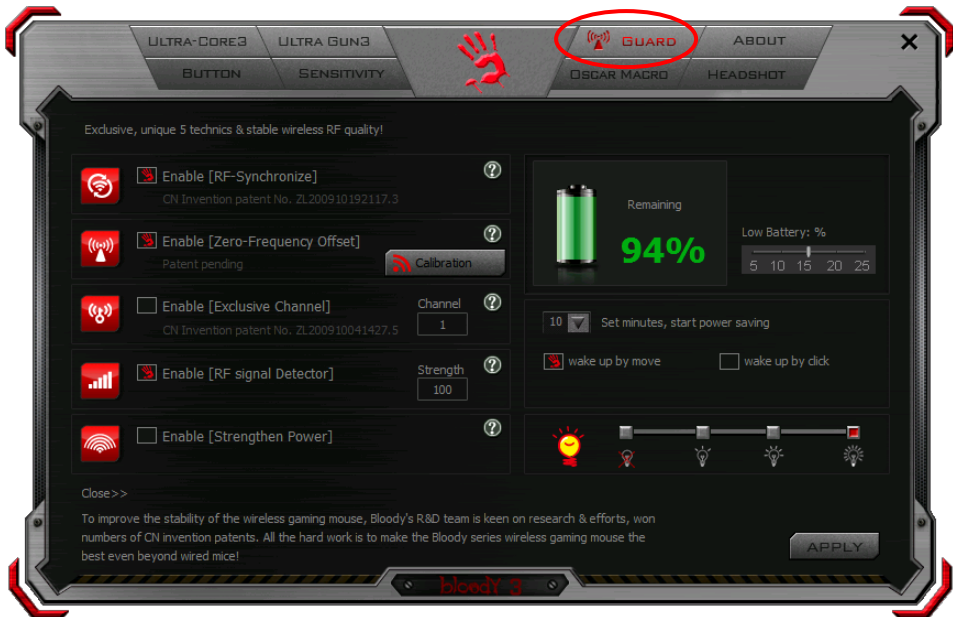 ULTRA-CORE3 ULTRA GUN3 GUARD ABOUT
BUTTON SENSITIVITY OSCAR MACRO HEADSHOT
Exclusive, unique 5 technics & stable wireless RF quality!
Enable [RF-Synchronize]
CN Invention patent No. ZL200910192117.3
Enable [Zero-Frequency Offset]
Patent pending
Calibration
Enable [Exclusive Channel]
CN Invention patent No. ZL200910041427.5
Channel
1
Enable [RF signal Detector]
Strength
100
Enable [Strengthen Power]
Remaining
94%
Low Battery: %
5 10 15 20 25
10 Set minutes, start power saving
wake up by move wake up by click
Close>>
To improve the stability of the wireless gaming mouse, Bloody's R&D team is keen on research & efforts, won
numbers of CN invention patents. All the hard work is to make the Bloody series wireless gaming mouse the
best even beyond wired mice!
APPLY
bloody 3